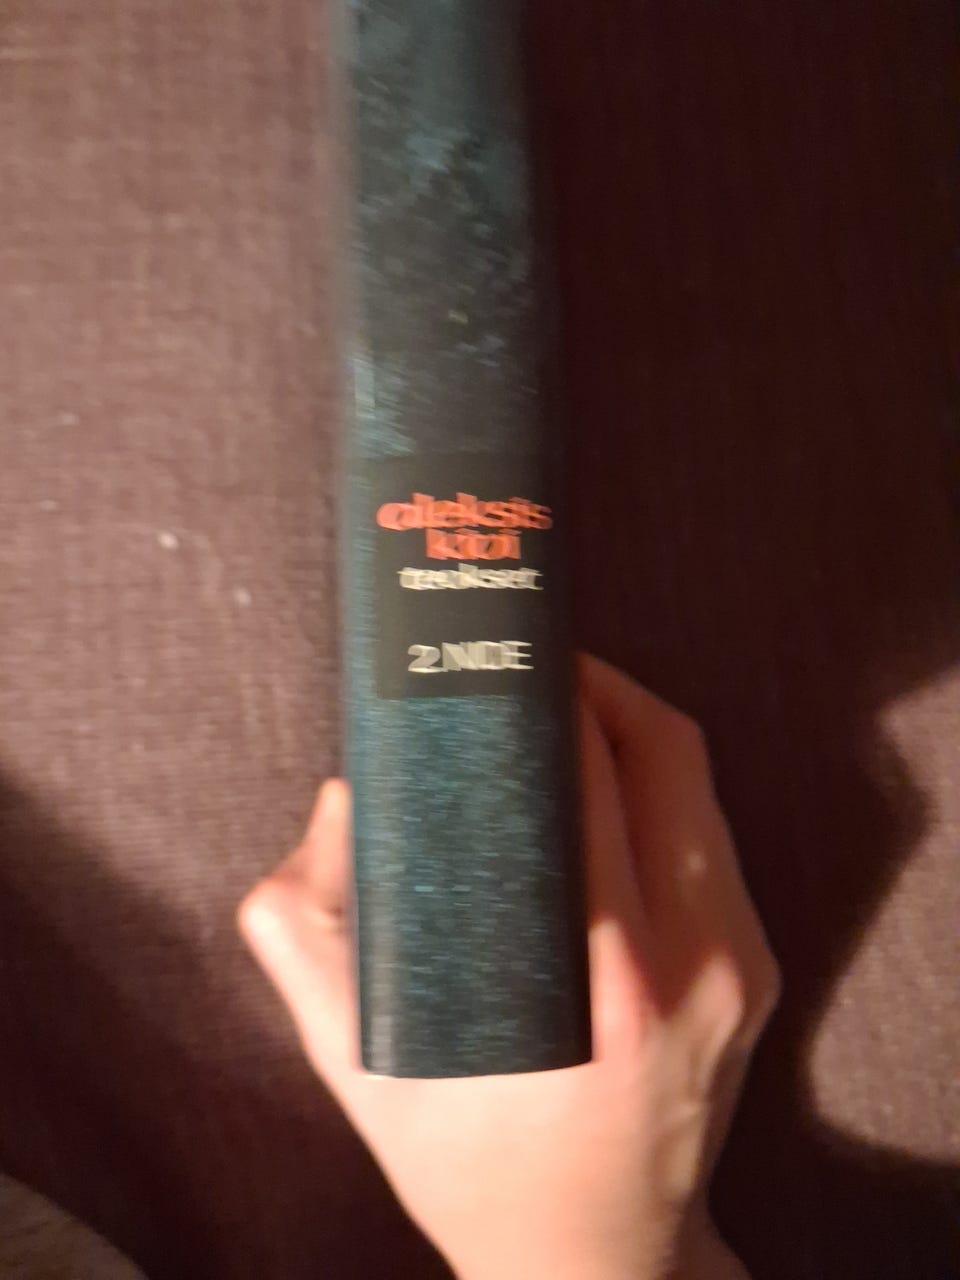 aleksis
kivi
teokset
2 NIDE